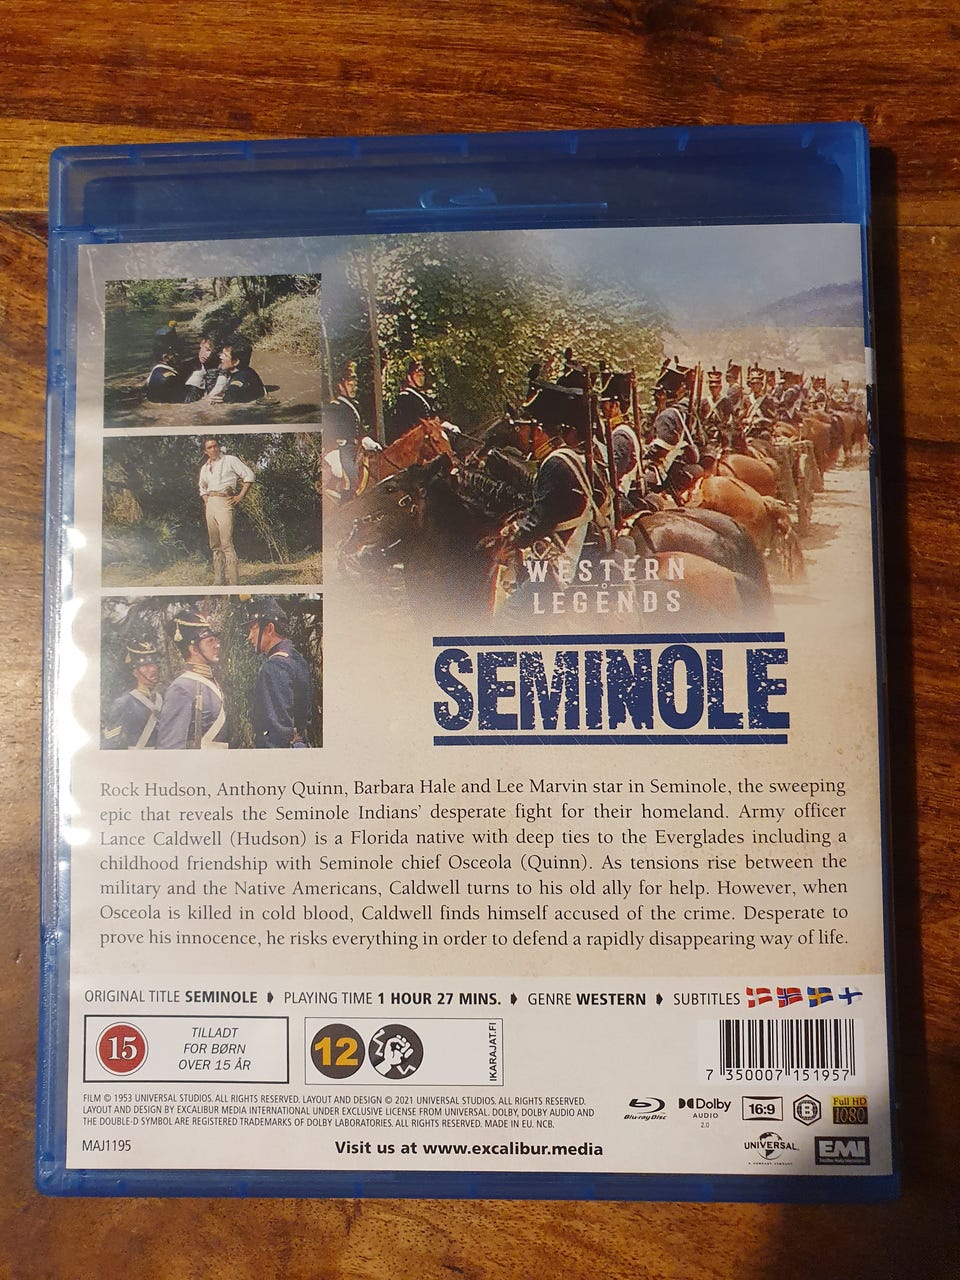 WESTERN
LEGENDS
SEMINOLE
Rock Hudson, Anthony Quinn, Barbara Hale and Lee Marvin star in Seminole, the sweeping
epic that reveals the Seminole Indians' desperate fight for their homeland. Army officer
Lance Caldwell (Hudson) is a Florida native with deep ties to the Everglades including a
childhood friendship with Seminole chief Osceola (Quinn). As tensions rise between the
military and the Native Americans, Caldwell turns to his old ally for help. However, when
Osceola is killed in cold blood, Caldwell finds himself accused of the crime. Desperate to
prove his innocence, he risks everything in order to defend a rapidly disappearing way of life.
ORIGINAL TITLE SEMINOLE PLAYING TIME 1 HOUR 27 MINS. GENRE WESTERN SUBTITLES
15
TILLADT
FOR BØRN
OVER 15 ÅR
12
IKARAJAT.FI
7 350007 151957
FILM © 1953 UNIVERSAL STUDIOS. ALL RIGHTS RESERVED. LAYOUT AND DESIGN © 2021 UNIVERSAL STUDIOS. ALL RIGHTS RESERVED.
LAYOUT AND DESIGN BY EXCALIBUR MEDIA INTERNATIONAL UNDER EXCLUSIVE LICENSE FROM UNIVERSAL. DOLBY, DOLBY AUDIO AND
THE DOUBLE-D SYMBOL ARE REGISTERED TRADEMARKS OF DOLBY LABORATORIES. ALL RIGHTS RESERVED. MADE IN EU. NCB.
Blu-ray Disc
Dolby
AUDIO
2.0
16:9
B
Full HD
1080
MAJ1195
Visit us at www.excalibur.media
UNIVERSAL
EMI